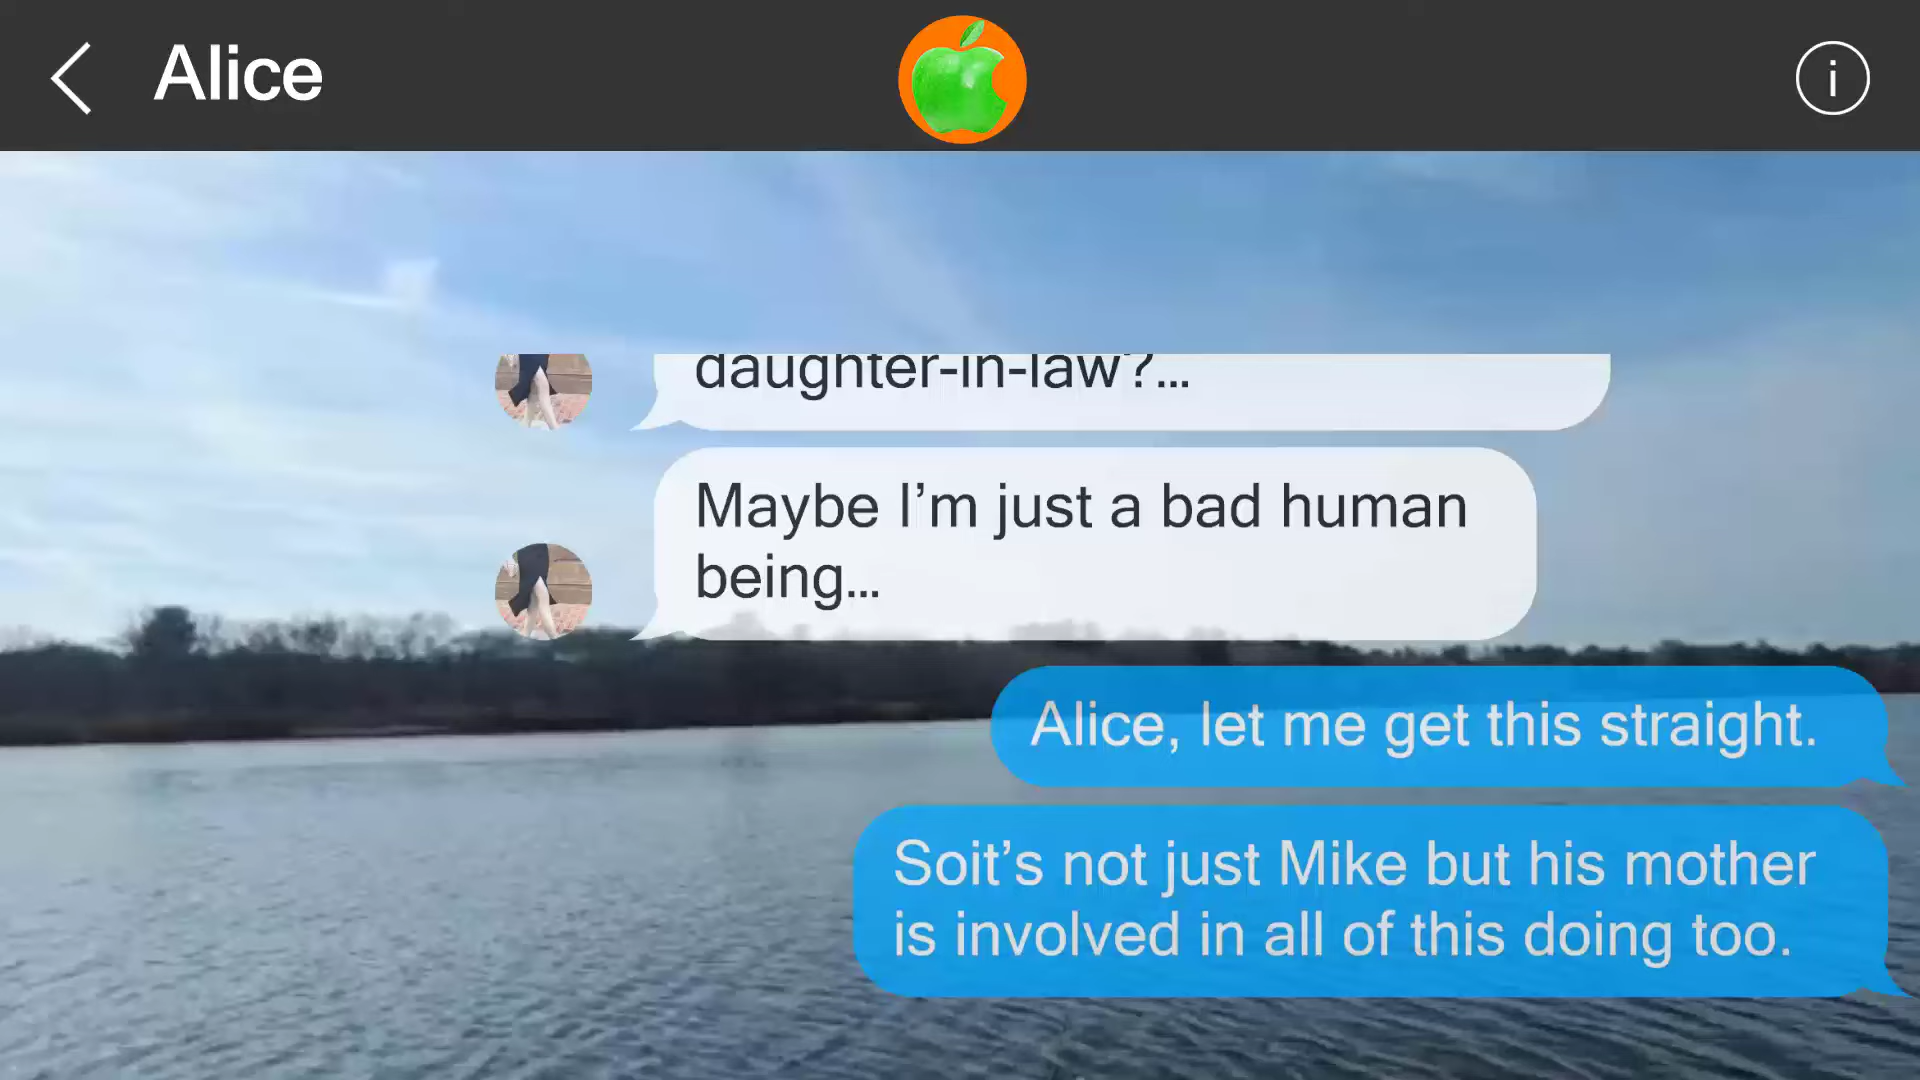 Alice
daughter-in-law?...
Maybe I’m just a bad human
being...
Alice, let me get this straight.
Soit’s not just Mike but his mother
is involved in all of this doing too.